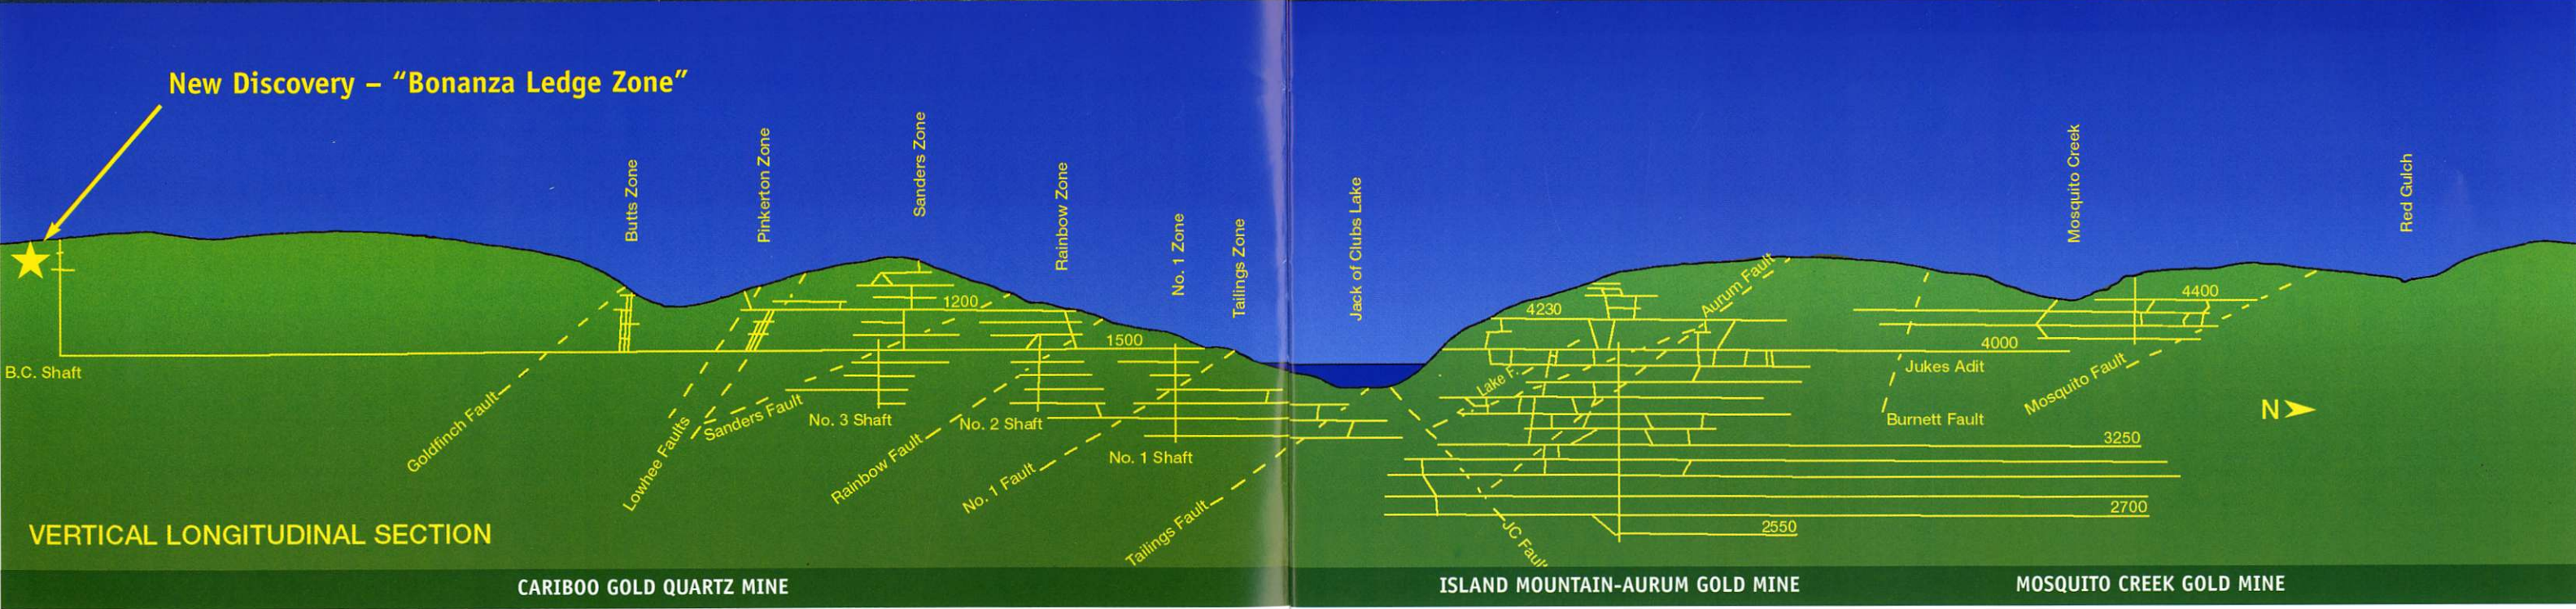 New Discovery – “Bonanza Ledge Zone”
Butts Zone
Pinkerton Zone
Sanders Zone
Rainbow Zone
No. 1 Zone
Tailings Zone
Jack of Clubs Lake
Mosquito Creek
Red Gulch
1200
1500
4230
Aurum Fault
4400
4000
B.C. Shaft
Jukes Adit
Lake F.
Mosquito Fault
Goldfinch Fault
Lowhee Faults
Sanders Fault
No. 3 Shaft
Rainbow Fault
No. 2 Shaft
No. 1 Fault
No. 1 Shaft
Tailings Fault
Burnett Fault
N
3250
2700
2550
JC Fault
VERTICAL LONGITUDINAL SECTION
CARIBOO GOLD QUARTZ MINE
ISLAND MOUNTAIN-AURUM GOLD MINE
MOSQUITO CREEK GOLD MINE